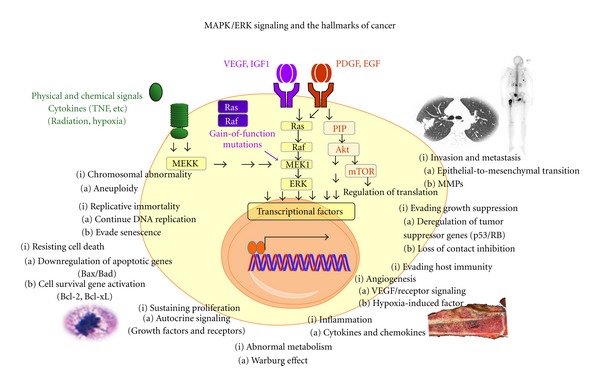 MAPK/ERK signaling and the hallmarks of cancer
VEGF, IGF1
PDGF, EGF
Physical and chemical signals
Cytokines (TNF, etc)
(Radiation, hypoxia)
Ras
Raf
Gain-of-function
mutations
MEKK
Ras
Raf
MEK1
ERK
PIP
Akt
mTOR
Regulation of translation
Transcriptional factors
(i) Chromosomal abnormality
(a) Aneuploidy
(i) Replicative immortality
(a) Continue DNA replication
(b) Evade senescence
(i) Resisting cell death
(a) Downregulation of apoptotic genes
(Bax/Bad)
(b) Cell survival gene activation
(Bcl-2, Bcl-xL)
(i) Sustaining proliferation
(a) Autocrine signaling
(Growth factors and receptors)
(i) Abnormal metabolism
(a) Warburg effect
(i) Inflammation
(a) Cytokines and chemokines
(i) Angiogenesis
(a) VEGF/receptor signaling
(b) Hypoxia-induced factor
(i) Evading host immunity
(i) Evading growth suppression
(a) Deregulation of tumor
suppressor genes (p53/RB)
(b) Loss of contact inhibition
(i) Invasion and metastasis
(a) Epithelial-to-mesenchymal transition
(b) MMPs